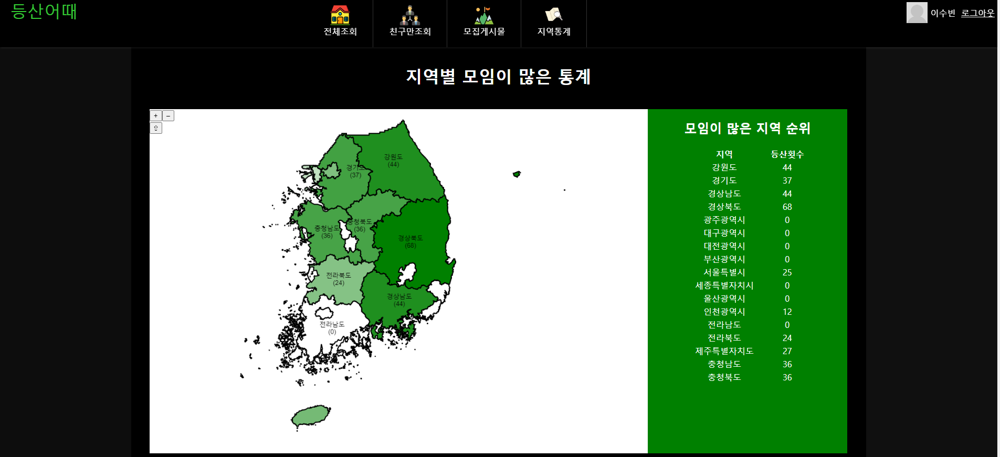 등산어때
전체조회
친구만조회
모집게시물
지역통계
이수빈 로그아웃
지역별 모임이 많은 통계
+ –
⇧
강원도
(44)
경기도
(37)
충청북도
(36)
충청남도
(36)
경상북도
(68)
전라북도
(24)
경상남도
(44)
전라남도
(0)
모임이 많은 지역 순위
지역 등산횟수
강원도 44
경기도 37
경상남도 44
경상북도 68
광주광역시 0
대구광역시 0
대전광역시 0
부산광역시 0
서울특별시 25
세종특별자치시 0
울산광역시 0
인천광역시 12
전라남도 0
전라북도 24
제주특별자치도 27
충청남도 36
충청북도 36